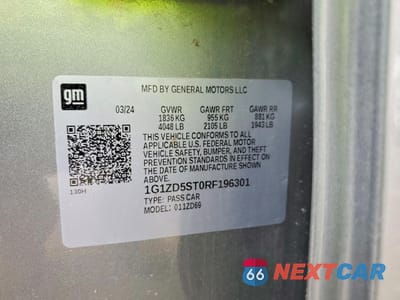 gm
MFD BY GENERAL MOTORS LLC
03/24 GVWR GAWR FRT GAWR RR
1836 KG 955 KG 881 KG
4048 LB 2105 LB 1943 LB
THIS VEHICLE CONFORMS TO ALL
APPLICABLE U.S. FEDERAL MOTOR
VEHICLE SAFETY, BUMPER, AND THEFT
PREVENTION STANDARDS IN EFFECT ON
THE DATE OF MANUFACTURE SHOWN
ABOVE.
130H
1G1ZD5ST0RF196301
TYPE: PASS CAR
MODEL: 011ZD69
66 NEXTCAR